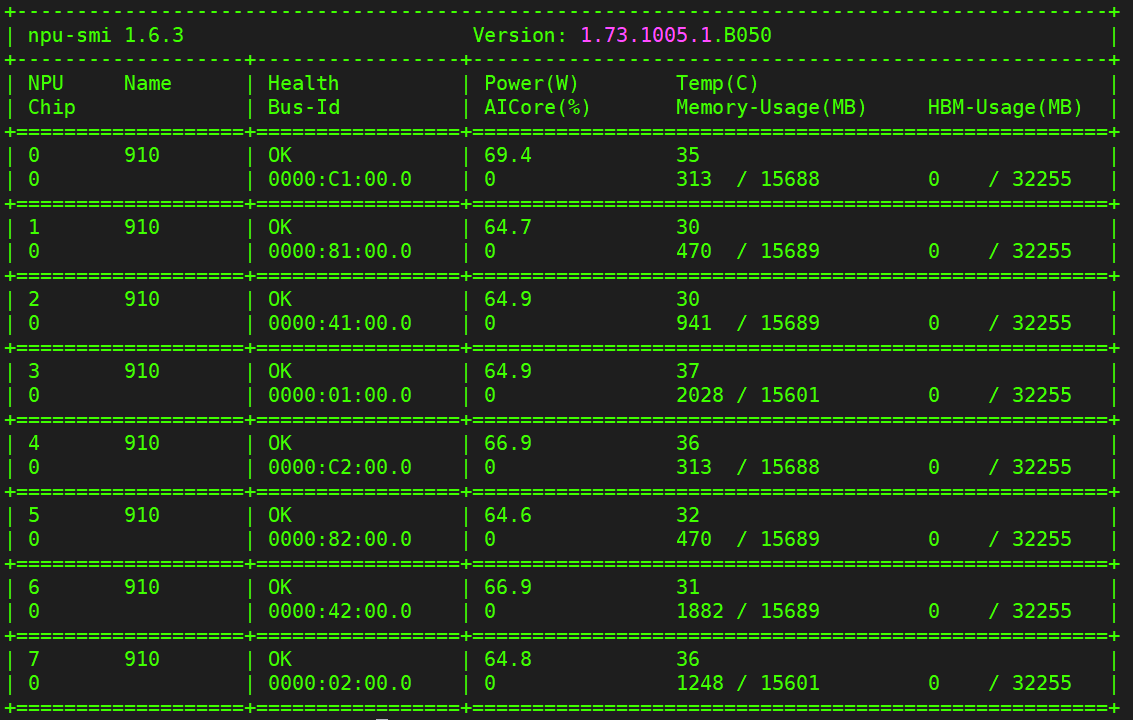 +-------------------------------------------------------------------------------------------+
| npu-smi 1.6.3                        Version: 1.73.1005.1.B050                            |
+-------------------+-----------------+-----------------------------------------------------+
| NPU     Name      | Health          | Power(W)        Temp(C)                             |
| Chip              | Bus-Id          | AICore(%)       Memory-Usage(MB)     HBM-Usage(MB)  |
+===================+=================+=====================================================+
| 0       910       | OK              | 69.4            35                                  |
| 0                 | 0000:C1:00.0    | 0               313  / 15688         0    / 32255   |
+===================+=================+=====================================================+
| 1       910       | OK              | 64.7            30                                  |
| 0                 | 0000:81:00.0    | 0               470  / 15689         0    / 32255   |
+===================+=================+=====================================================+
| 2       910       | OK              | 64.9            30                                  |
| 0                 | 0000:41:00.0    | 0               941  / 15689         0    / 32255   |
+===================+=================+=====================================================+
| 3       910       | OK              | 64.9            37                                  |
| 0                 | 0000:01:00.0    | 0               2028 / 15601         0    / 32255   |
+===================+=================+=====================================================+
| 4       910       | OK              | 66.9            36                                  |
| 0                 | 0000:C2:00.0    | 0               313  / 15688         0    / 32255   |
+===================+=================+=====================================================+
| 5       910       | OK              | 64.6            32                                  |
| 0                 | 0000:82:00.0    | 0               470  / 15689         0    / 32255   |
+===================+=================+=====================================================+
| 6       910       | OK              | 66.9            31                                  |
| 0                 | 0000:42:00.0    | 0               1882 / 15689         0    / 32255   |
+===================+=================+=====================================================+
| 7       910       | OK              | 64.8            36                                  |
| 0                 | 0000:02:00.0    | 0               1248 / 15601         0    / 32255   |
+===================+=================+=====================================================+